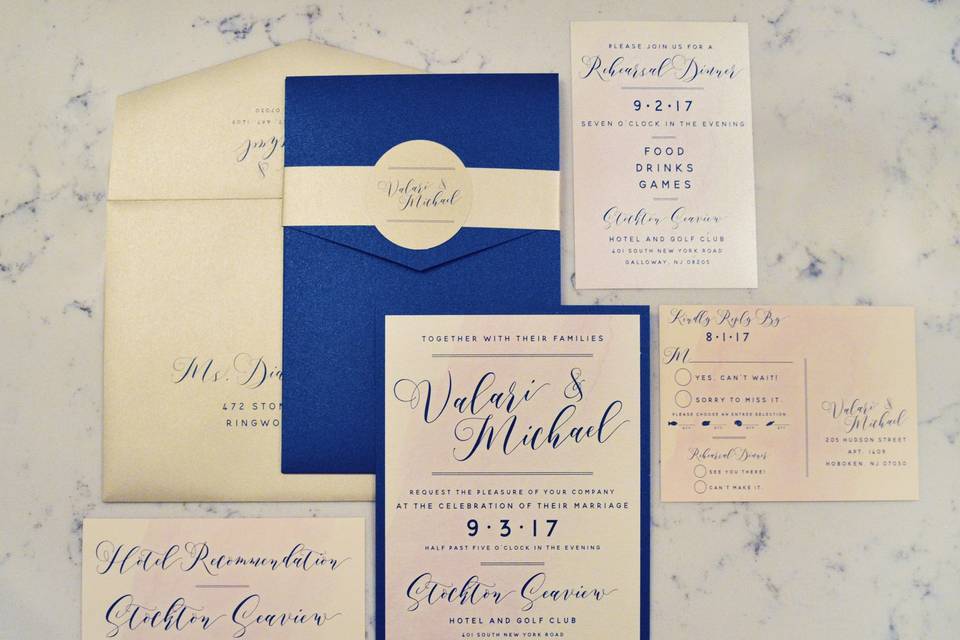 Valari &
Michael
Ms. Dia
472 STON
RINGWO
07030
PLEASE JOIN US FOR A
Rehearsal Dinner
9·2·17
SEVEN O'CLOCK IN THE EVENING
FOOD
DRINKS
GAMES
Stockton Seaview
HOTEL AND GOLF CLUB
401 SOUTH NEW YORK ROAD
GALLOWAY, NJ 08205
TOGETHER WITH THEIR FAMILIES
Valari &
Michael
REQUEST THE PLEASURE OF YOUR COMPANY
AT THE CELEBRATION OF THEIR MARRIAGE
9·3·17
HALF PAST FIVE O'CLOCK IN THE EVENING
Stockton Seaview
HOTEL AND GOLF CLUB
401 SOUTH NEW YORK ROAD
Kindly Reply By
8·1·17
M
YES, CAN'T WAIT!
SORRY TO MISS IT.
PLEASE CHOOSE AN ENTREE SELECTION
Rehearsal Dinner
SEE YOU THERE!
CAN'T MAKE IT.
Valari &
Michael
205 HUDSON STREET
APT. 1409
HOBOKEN, NJ 07030
Hotel Recommendation
Stockton Seaview